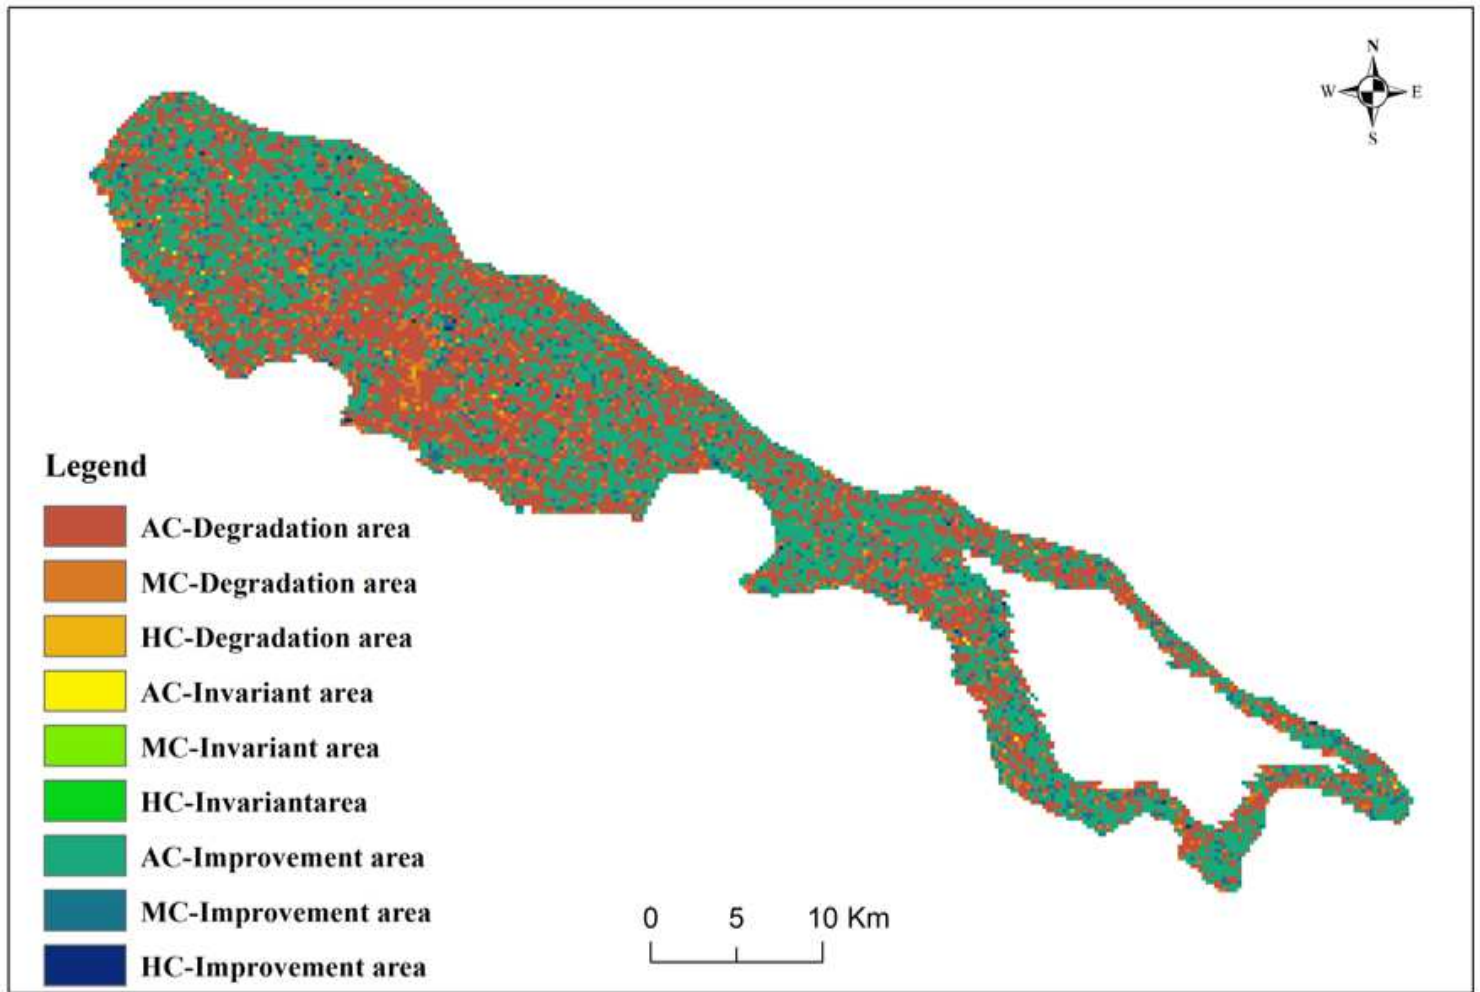 N
W E
S
Legend
AC-Degradation area
MC-Degradation area
HC-Degradation area
AC-Invariant area
MC-Invariant area
HC-Invariantarea
AC-Improvement area
MC-Improvement area
HC-Improvement area
0 5 10 Km